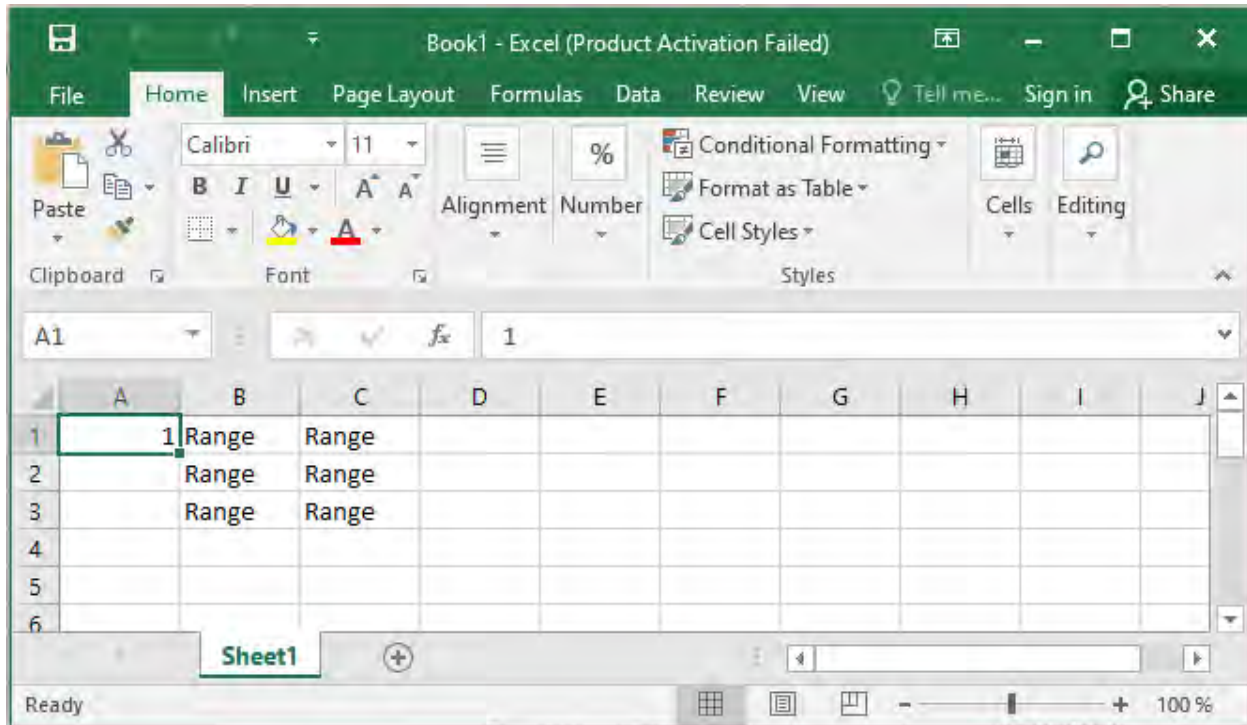 Book1 - Excel (Product Activation Failed)
File Home Insert Page Layout Formulas Data Review View Tell me... Sign in Share
Paste
Clipboard
Calibri 11
B I U A A
A
Font
Alignment
%
Number
Conditional Formatting
Format as Table
Cell Styles
Styles
Cells
Editing
A1 fx 1
A B C D E F G H I J
1 1 Range Range
2 Range Range
3 Range Range
4
5
6
Sheet1
Ready 100 %